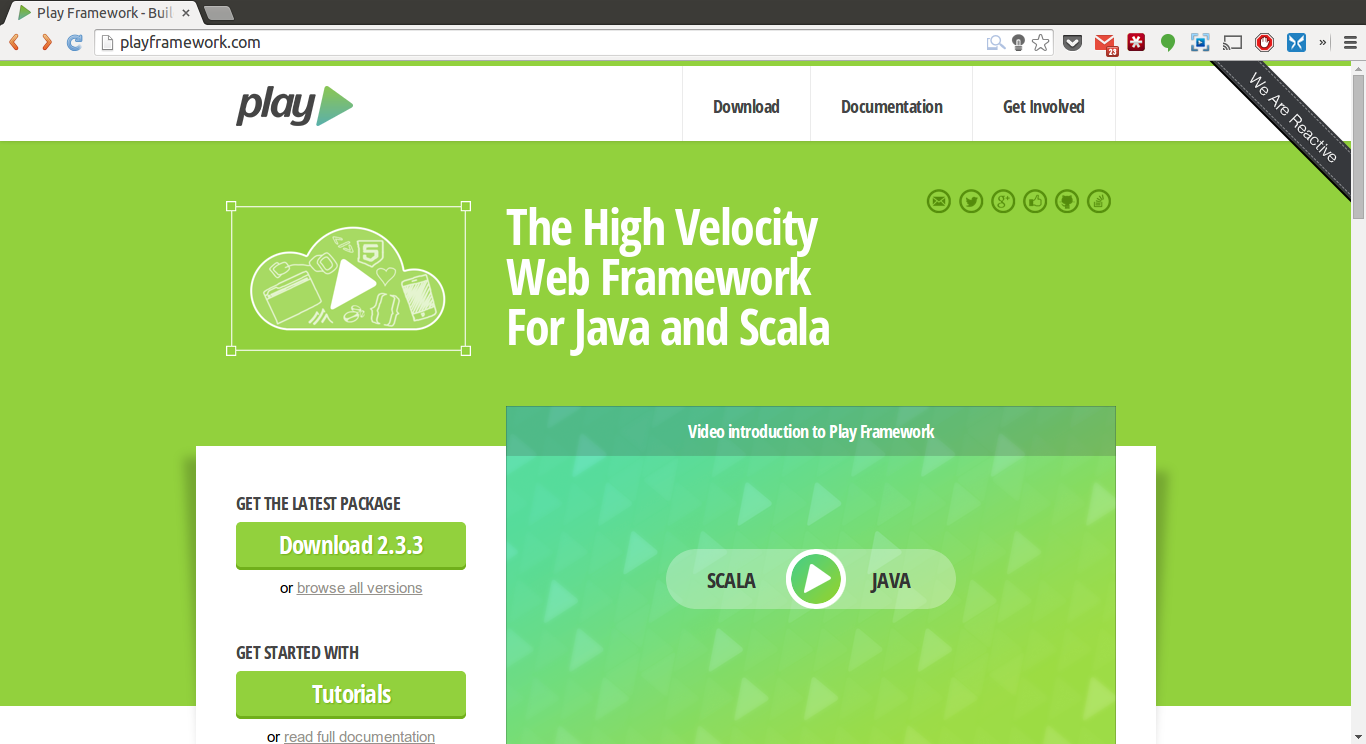 Play Framework - Buil
playframework.com
23
»
play
Download
Documentation
Get Involved
We Are Reactive
g+
5
The High Velocity
Web Framework
For Java and Scala
Video introduction to Play Framework
GET THE LATEST PACKAGE
Download 2.3.3
or browse all versions
SCALA
JAVA
GET STARTED WITH
Tutorials
or read full documentation